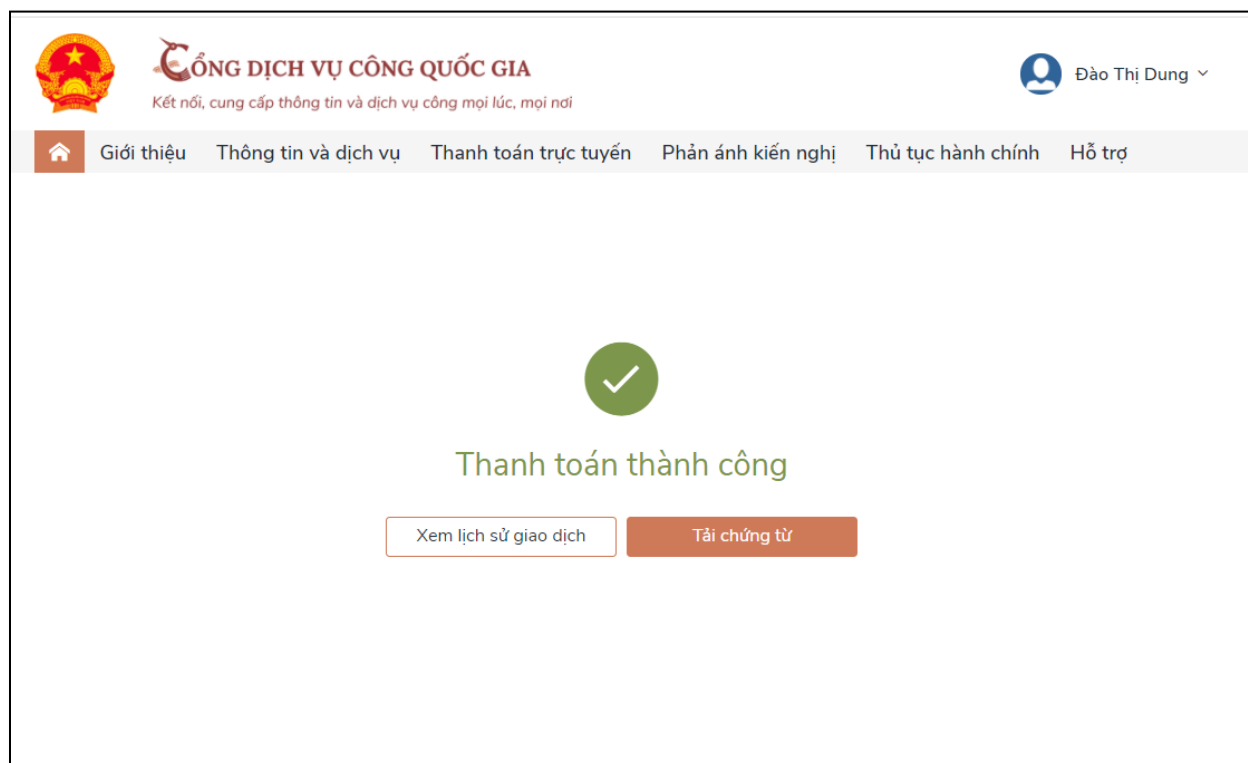 CỔNG DỊCH VỤ CÔNG QUỐC GIA
Kết nối, cung cấp thông tin và dịch vụ công mọi lúc, mọi nơi
Đào Thị Dung
Giới thiệu Thông tin và dịch vụ Thanh toán trực tuyến Phản ánh kiến nghị Thủ tục hành chính Hỗ trợ
Thanh toán thành công
Xem lịch sử giao dịch Tải chứng từ